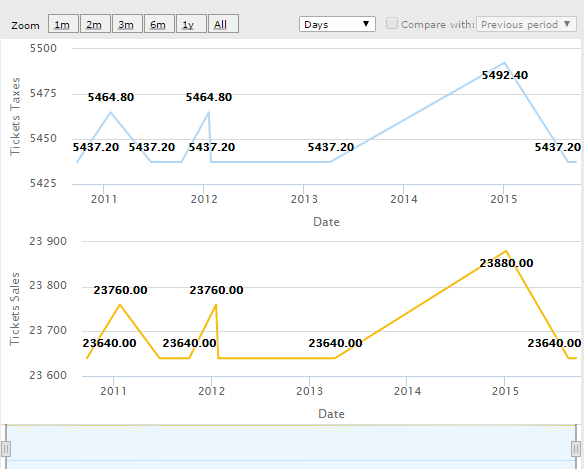 Zoom 1m 2m 3m 6m 1y All Days Compare with: Previous period
5500
5492.40
5475
5464.80 5464.80
Tickets Taxes
5450
5437.20 5437.20 5437.20 5437.20 5437.20
5425
2011 2012 2013 2014 2015
Date
23 900
23880.00
23 800
23760.00 23760.00
Tickets Sales
23 700
23640.00 23640.00 23640.00 23640.00
23 600
2011 2012 2013 2014 2015
Date